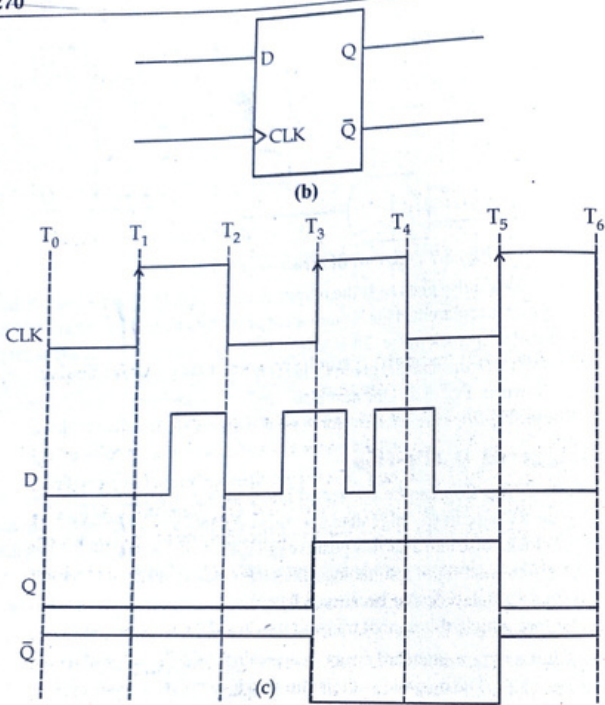 270
D Q
CLK Q̄
(b)
T₀ T₁ T₂ T₃ T₄ T₅ T₆
CLK
D
Q
Q̄
(c)